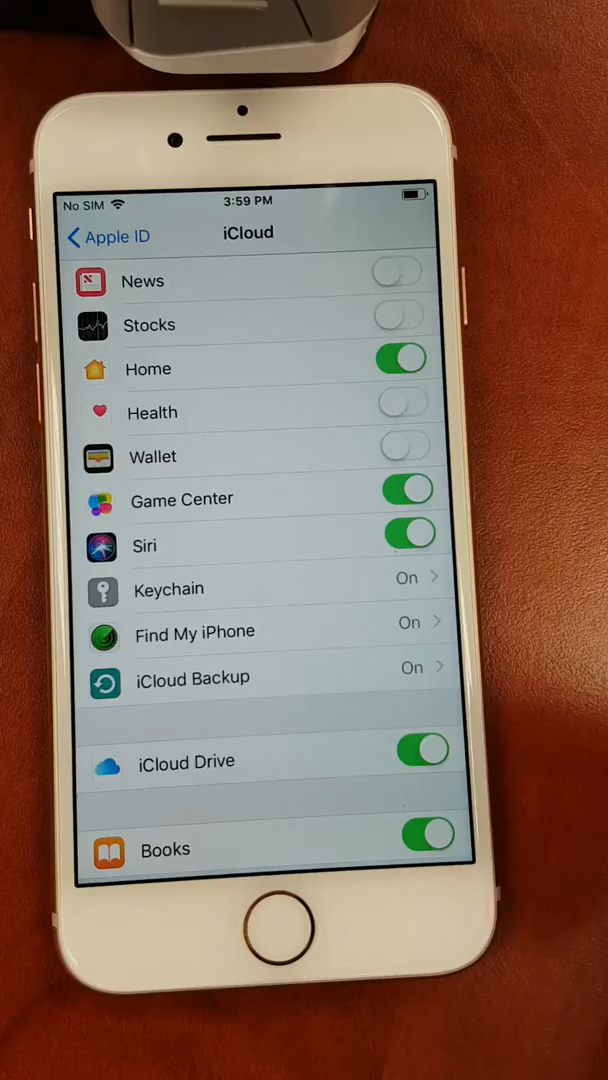 No SIM 3:59 PM
Apple ID iCloud
News
Stocks
Home
Health
Wallet
Game Center
Siri
Keychain On
Find My iPhone On
iCloud Backup On
iCloud Drive
Books